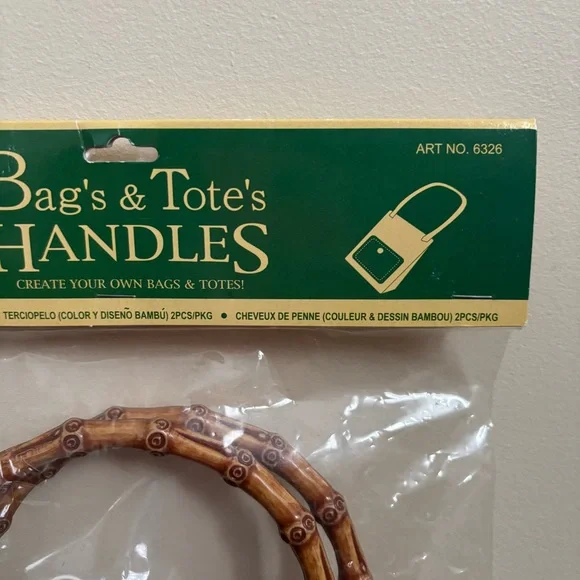 ART NO. 6326
Bag's & Tote's
HANDLES
CREATE YOUR OWN BAGS & TOTES!
TERCIOPELO (COLOR Y DISEÑO BAMBÚ) 2PCS/PKG • CHEVEUX DE PENNE (COULEUR & DESSIN BAMBOU) 2PCS/PKG